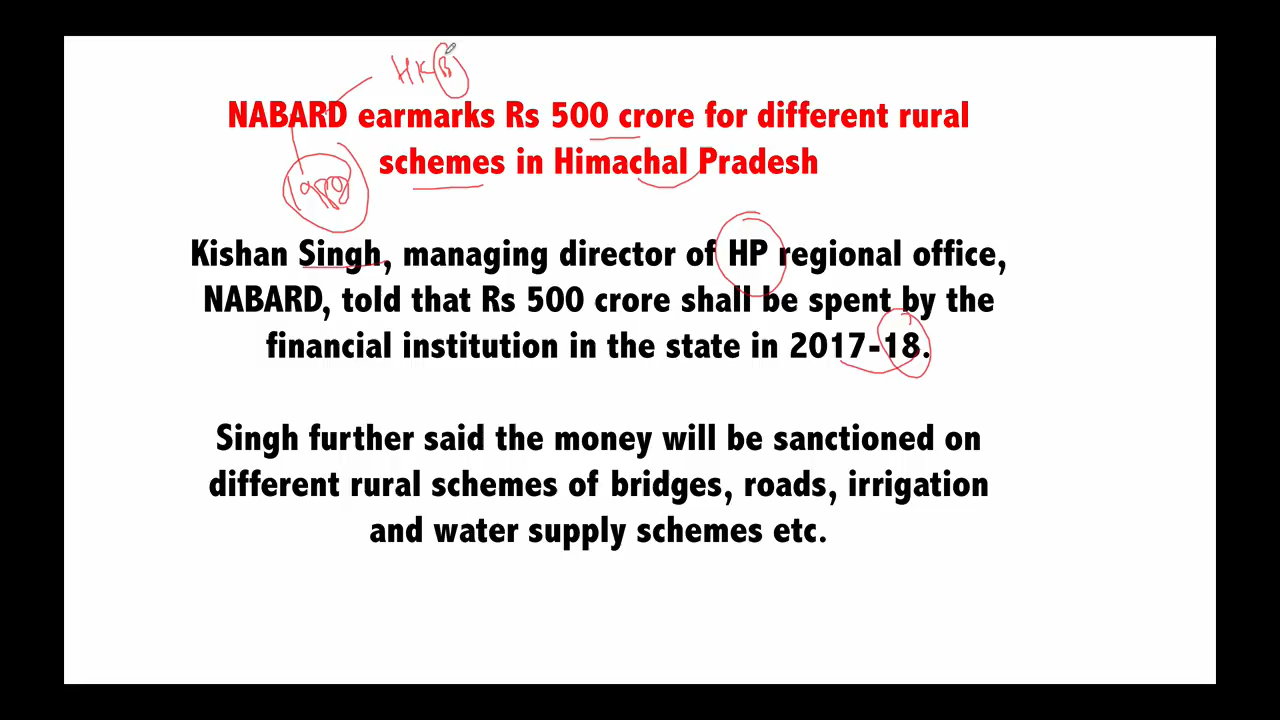 HK(B)
NABARD earmarks Rs 500 crore for different rural
schemes in Himachal Pradesh
Kishan Singh, managing director of HP regional office,
NABARD, told that Rs 500 crore shall be spent by the
financial institution in the state in 2017-18.
Singh further said the money will be sanctioned on
different rural schemes of bridges, roads, irrigation
and water supply schemes etc.